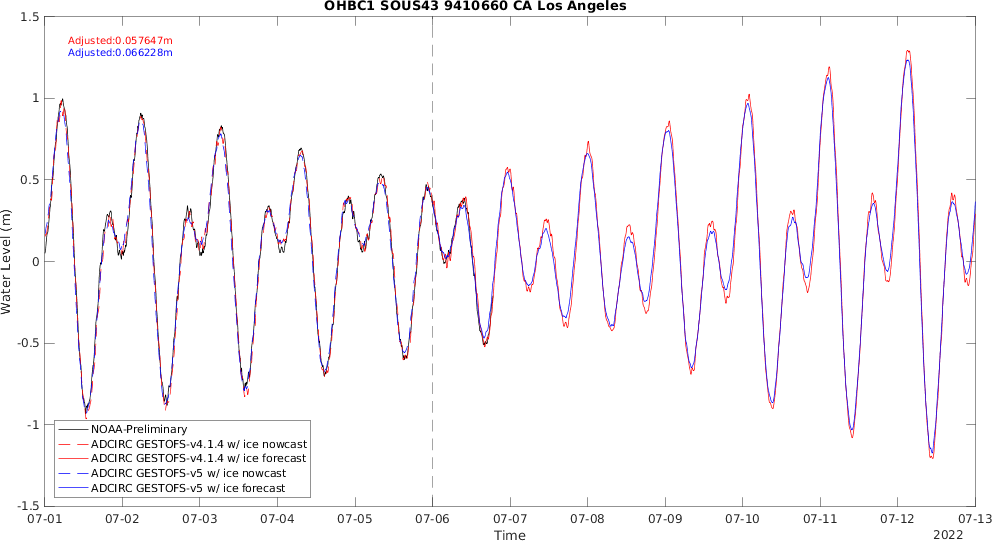 OHBC1 SOUS43 9410660 CA Los Angeles
Adjusted:0.057647m
Adjusted:0.066228m
1.5
1
0.5
0
-0.5
-1
-1.5
Water Level (m)
NOAA-Preliminary
ADCIRC GESTOFS-v4.1.4 w/ ice nowcast
ADCIRC GESTOFS-v4.1.4 w/ ice forecast
ADCIRC GESTOFS-v5 w/ ice nowcast
ADCIRC GESTOFS-v5 w/ ice forecast
07-01 07-02 07-03 07-04 07-05 07-06 07-07 07-08 07-09 07-10 07-11 07-12 07-13
Time
2022